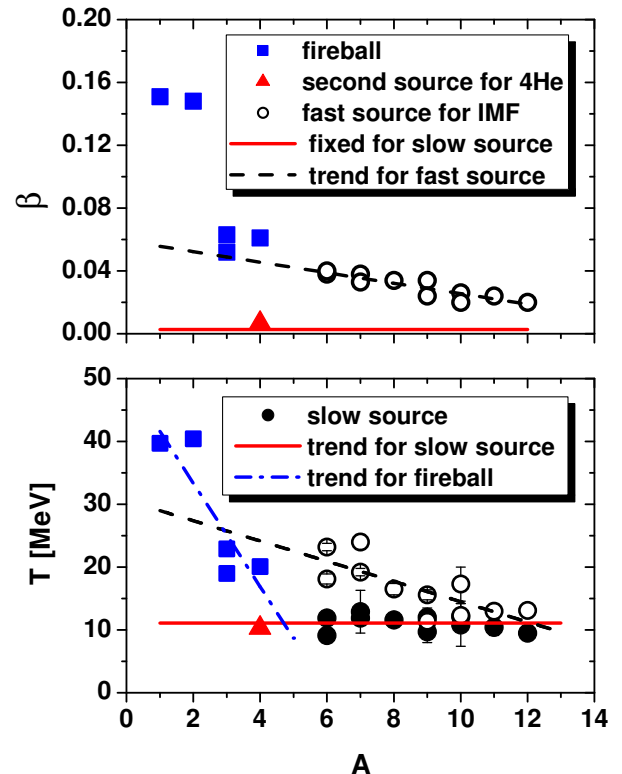 0.20
0.16
0.12
0.08
0.04
0.00
β
fireball
second source for 4He
fast source for IMF
fixed for slow source
trend for fast source
50
40
30
20
10
0
T [MeV]
slow source
trend for slow source
trend for fireball
0 2 4 6 8 10 12 14
A